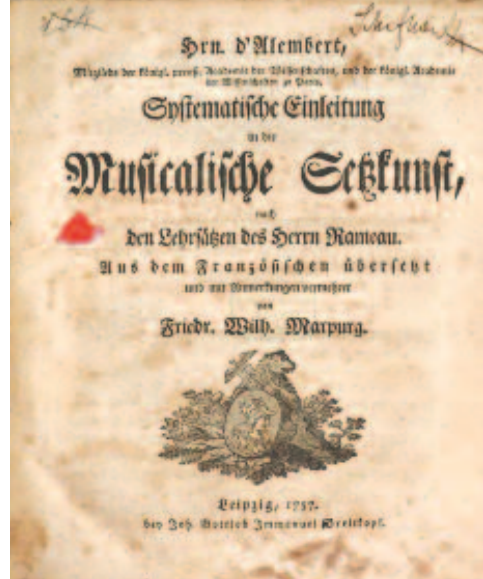 Hrn. d'Alembert,
Mitglieds der königl. preuß. Academie der Wissenschaften, und der königl. Academie
der Wissenschaften zu Paris,
Systematische Einleitung
in die
Musicalische Setzkunst,
nach
den Lehrsätzen des Herrn Rameau.
Aus dem Französischen übersetzt
und mit Anmerkungen vermehret
von
Friedr. Wilh. Marpurg.
Leipzig, 1757.
bey Joh. Gottlob Immanuel Breitkopf.